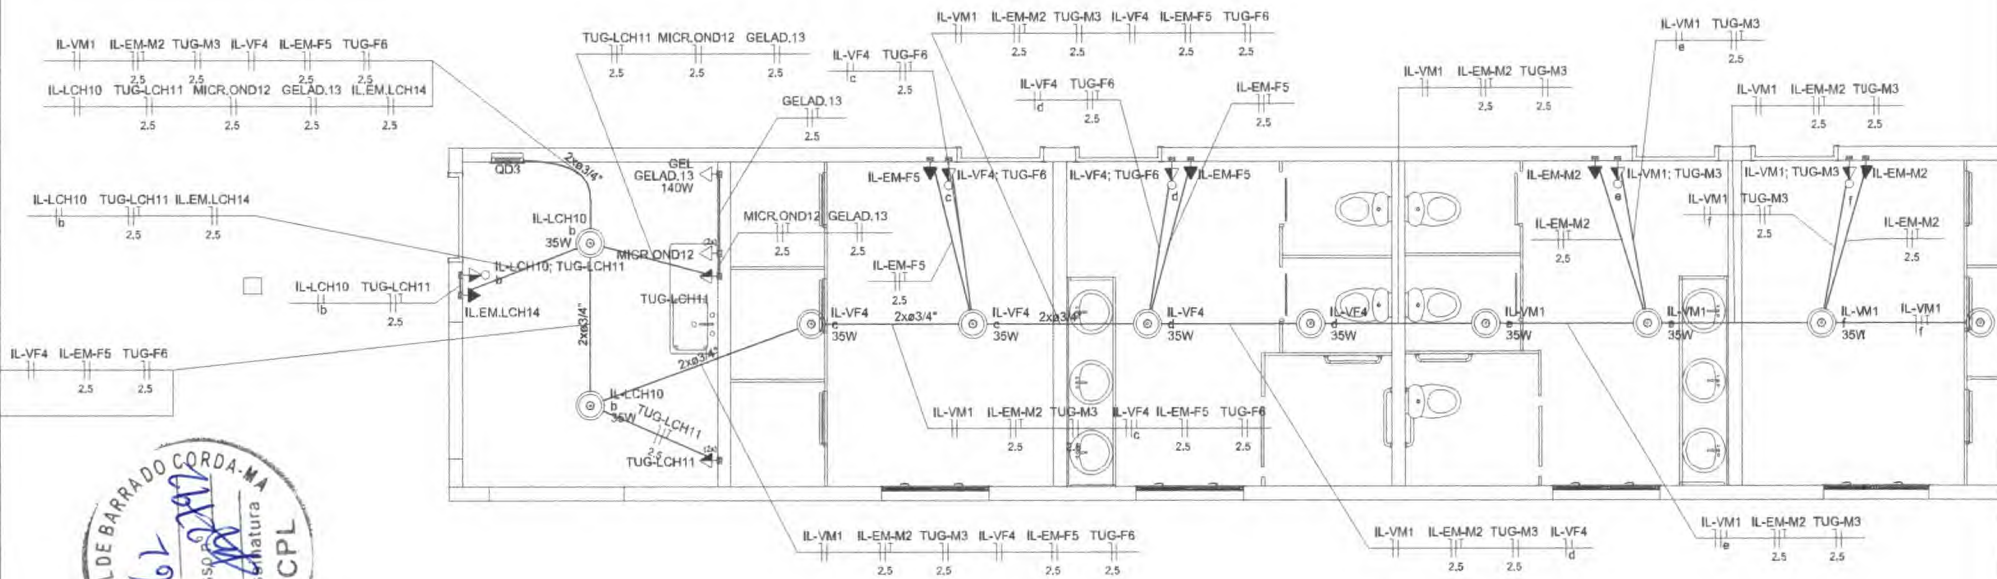 IL-VM1 IL-EM-M2 TUG-M3 IL-VF4 IL-EM-F5 TUG-F6
2.5 2.5 2.5 2.5
IL-LCH10 TUG-LCH11 MICR.OND12 GELAD.13 IL.EM.LCH14
2.5 2.5 2.5 2.5
TUG-LCH11 MICR.OND12 GELAD.13
2.5 2.5 2.5
IL-VF4 TUG-F6
c 2.5
GELAD.13
2.5
IL-VM1 IL-EM-M2 TUG-M3 IL-VF4 IL-EM-F5 TUG-F6
2.5 2.5 2.5 2.5
IL-VF4 TUG-F6
d 2.5
IL-EM-F5
2.5
IL-VM1 IL-EM-M2 TUG-M3
2.5 2.5
IL-VM1 TUG-M3
e 2.5
IL-VM1 IL-EM-M2 TUG-M3
2.5 2.5
QD3
2xø3/4"
GEL
GELAD.13
140W
IL-EM-F5
IL-VF4; TUG-F6
c
IL-VF4; TUG-F6
d
IL-EM-F5
IL-EM-M2
IL-VM1; TUG-M3
e
IL-VM1; TUG-M3
f
IL-EM-M2
IL-LCH10 TUG-LCH11 IL.EM.LCH14
b 2.5 2.5
IL-LCH10
b
35W
MICR.OND12 GELAD.13
2.5 2.5
MICR.OND12
IL-EM-M2
2.5
IL-VM1 TUG-M3
f 2.5
IL-EM-M2
2.5
IL-LCH10; TUG-LCH11
b
IL-EM-F5
2.5
IL-LCH10 TUG-LCH11
b 2.5
IL.EM.LCH14
TUG-LCH11
2xø3/4"
IL-VF4
c
35W
2xø3/4"
IL-VF4
c
35W
2xø3/4"
IL-VF4
d
35W
IL-VF4
d
35W
IL-VM1
e
35W
IL-VM1
e
35W
IL-VM1
f
35W
IL-VM1
f
IL-VF4 IL-EM-F5 TUG-F6
2.5 2.5
2xø3/4"
IL-LCH10
b
35W
TUG-LCH11
2.5
TUG-LCH11
IL-VM1 IL-EM-M2 TUG-M3 IL-VF4 IL-EM-F5 TUG-F6
2.5 2.5 c 2.5 2.5
IL-VM1 IL-EM-M2 TUG-M3 IL-VF4 IL-EM-F5 TUG-F6
2.5 2.5 2.5 2.5
IL-VM1 IL-EM-M2 TUG-M3 IL-VF4
2.5 2.5 d
IL-VM1 IL-EM-M2 TUG-M3
e 2.5 2.5
L DE BARRA DO CORDA-MA
CPL